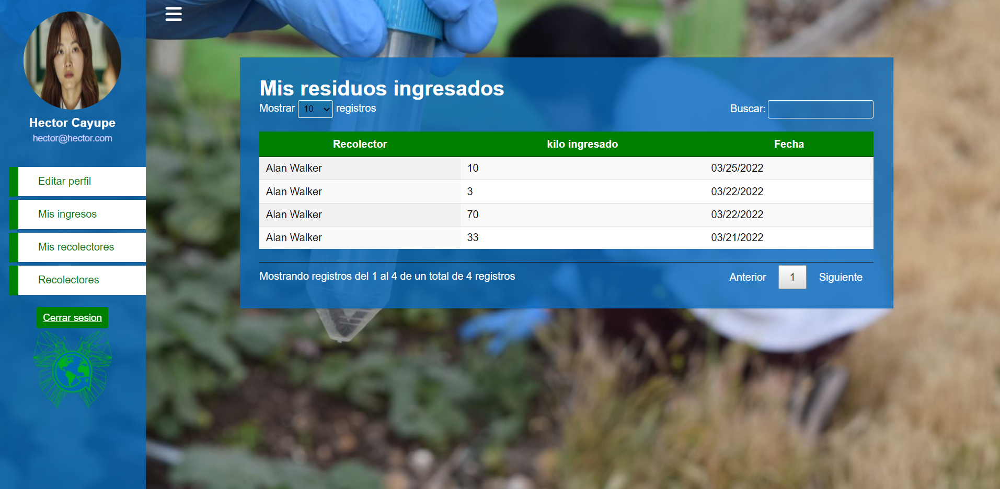 Hector Cayupe
hector@hector.com
Editar perfil
Mis ingresos
Mis recolectores
Recolectores
Cerrar sesion
Mis residuos ingresados
Mostrar 10 registros
Buscar:
Recolector kilo ingresado Fecha
Alan Walker 10 03/25/2022
Alan Walker 3 03/22/2022
Alan Walker 70 03/22/2022
Alan Walker 33 03/21/2022
Mostrando registros del 1 al 4 de un total de 4 registros
Anterior 1 Siguiente